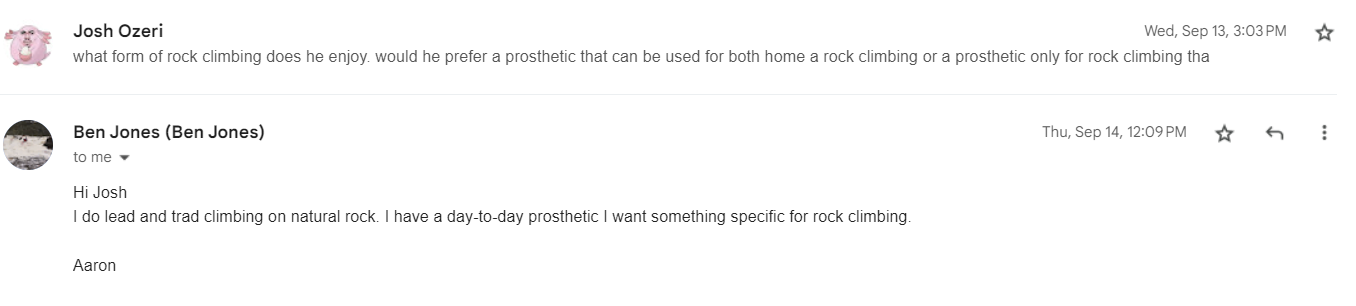 Josh Ozeri
Wed, Sep 13, 3:03 PM
what form of rock climbing does he enjoy. would he prefer a prosthetic that can be used for both home a rock climbing or a prosthetic only for rock climbing tha
Ben Jones (Ben Jones)
Thu, Sep 14, 12:09 PM
to me
Hi Josh
I do lead and trad climbing on natural rock. I have a day-to-day prosthetic I want something specific for rock climbing.
Aaron